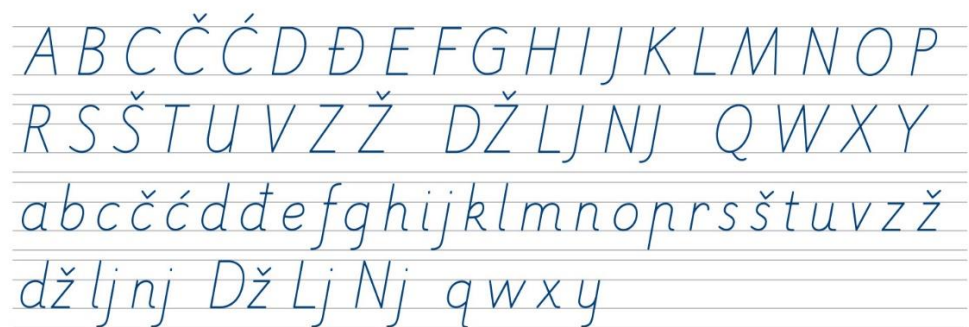 A B C Č Ć D Đ E F G H I J K L M N O P
R S Š T U V Z Ž DŽ LJ NJ Q W X Y
a b c č ć d đ e f g h i j k l m n o p r s š t u v z ž
dž lj nj Dž Lj Nj q w x y